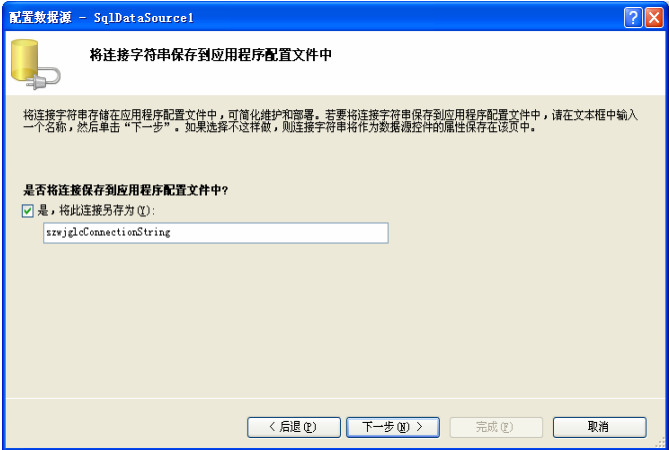 配置数据源 - SqlDataSource1
将连接字符串保存到应用程序配置文件中
将连接字符串存储在应用程序配置文件中，可简化维护和部署。若要将连接字符串保存到应用程序配置文件中，请在文本框中输入
一个名称，然后单击“下一步”。如果选择不这样做，则连接字符串将作为数据源控件的属性保存在该页中。
是否将连接保存到应用程序配置文件中?
是，将此连接另存为(Y):
szwjglcConnectionString
< 后退(P) 下一步(N) > 完成(F) 取消